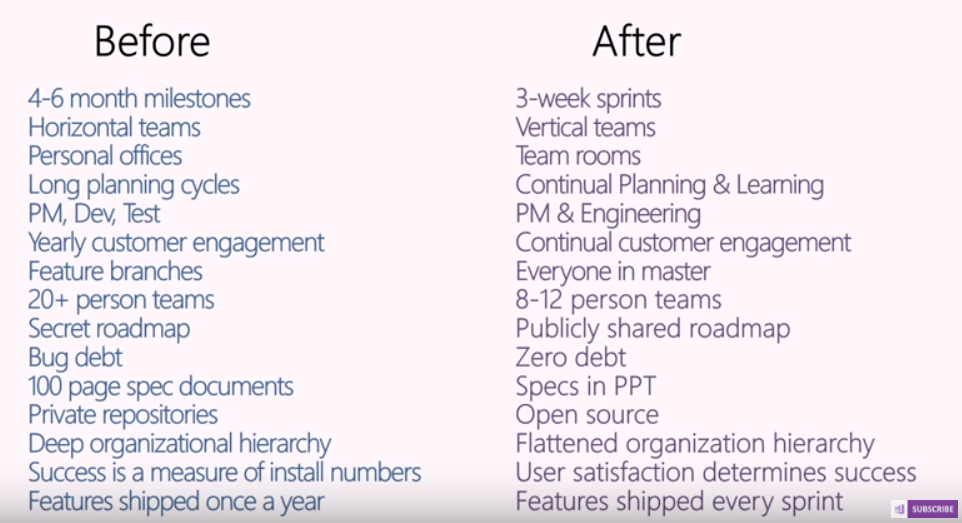 Before
After
4-6 month milestones
3-week sprints
Horizontal teams
Vertical teams
Personal offices
Team rooms
Long planning cycles
Continual Planning & Learning
PM, Dev, Test
PM & Engineering
Yearly customer engagement
Continual customer engagement
Feature branches
Everyone in master
20+ person teams
8-12 person teams
Secret roadmap
Publicly shared roadmap
Bug debt
Zero debt
100 page spec documents
Specs in PPT
Private repositories
Open source
Deep organizational hierarchy
Flattened organization hierarchy
Success is a measure of install numbers
User satisfaction determines success
Features shipped once a year
Features shipped every sprint
SUBSCRIBE